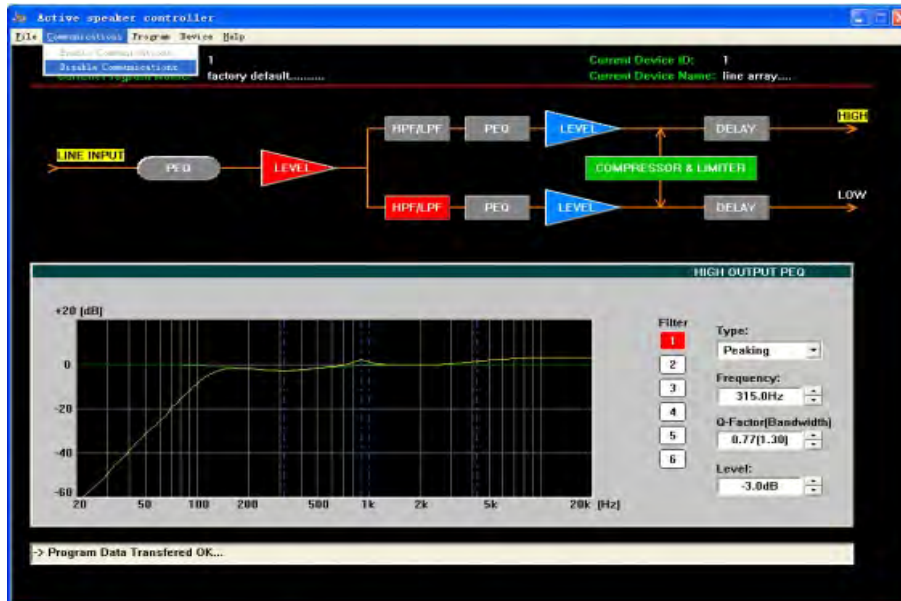 Active speaker controller
File Communications Program Device Help
Enable Communications
Disable Communications
1
factory default..........
Current Device ID: 1
Current Device Name: line array....
LINE INPUT
PEQ
LEVEL
HPF/LPF
PEQ
LEVEL
DELAY
HIGH
COMPRESSOR & LIMITER
HPF/LPF
PEQ
LEVEL
DELAY
LOW
HIGH OUTPUT PEQ
+20 [dB]
0
-20
-40
-60
20 50 100 200 500 1k 2k 5k 20k [Hz]
Filter
1
2
3
4
5
6
Type:
Peaking
Frequency:
315.0Hz
Q-Factor(Bandwidth)
0.77(1.30)
Level:
-3.0dB
-> Program Data Transfered OK...